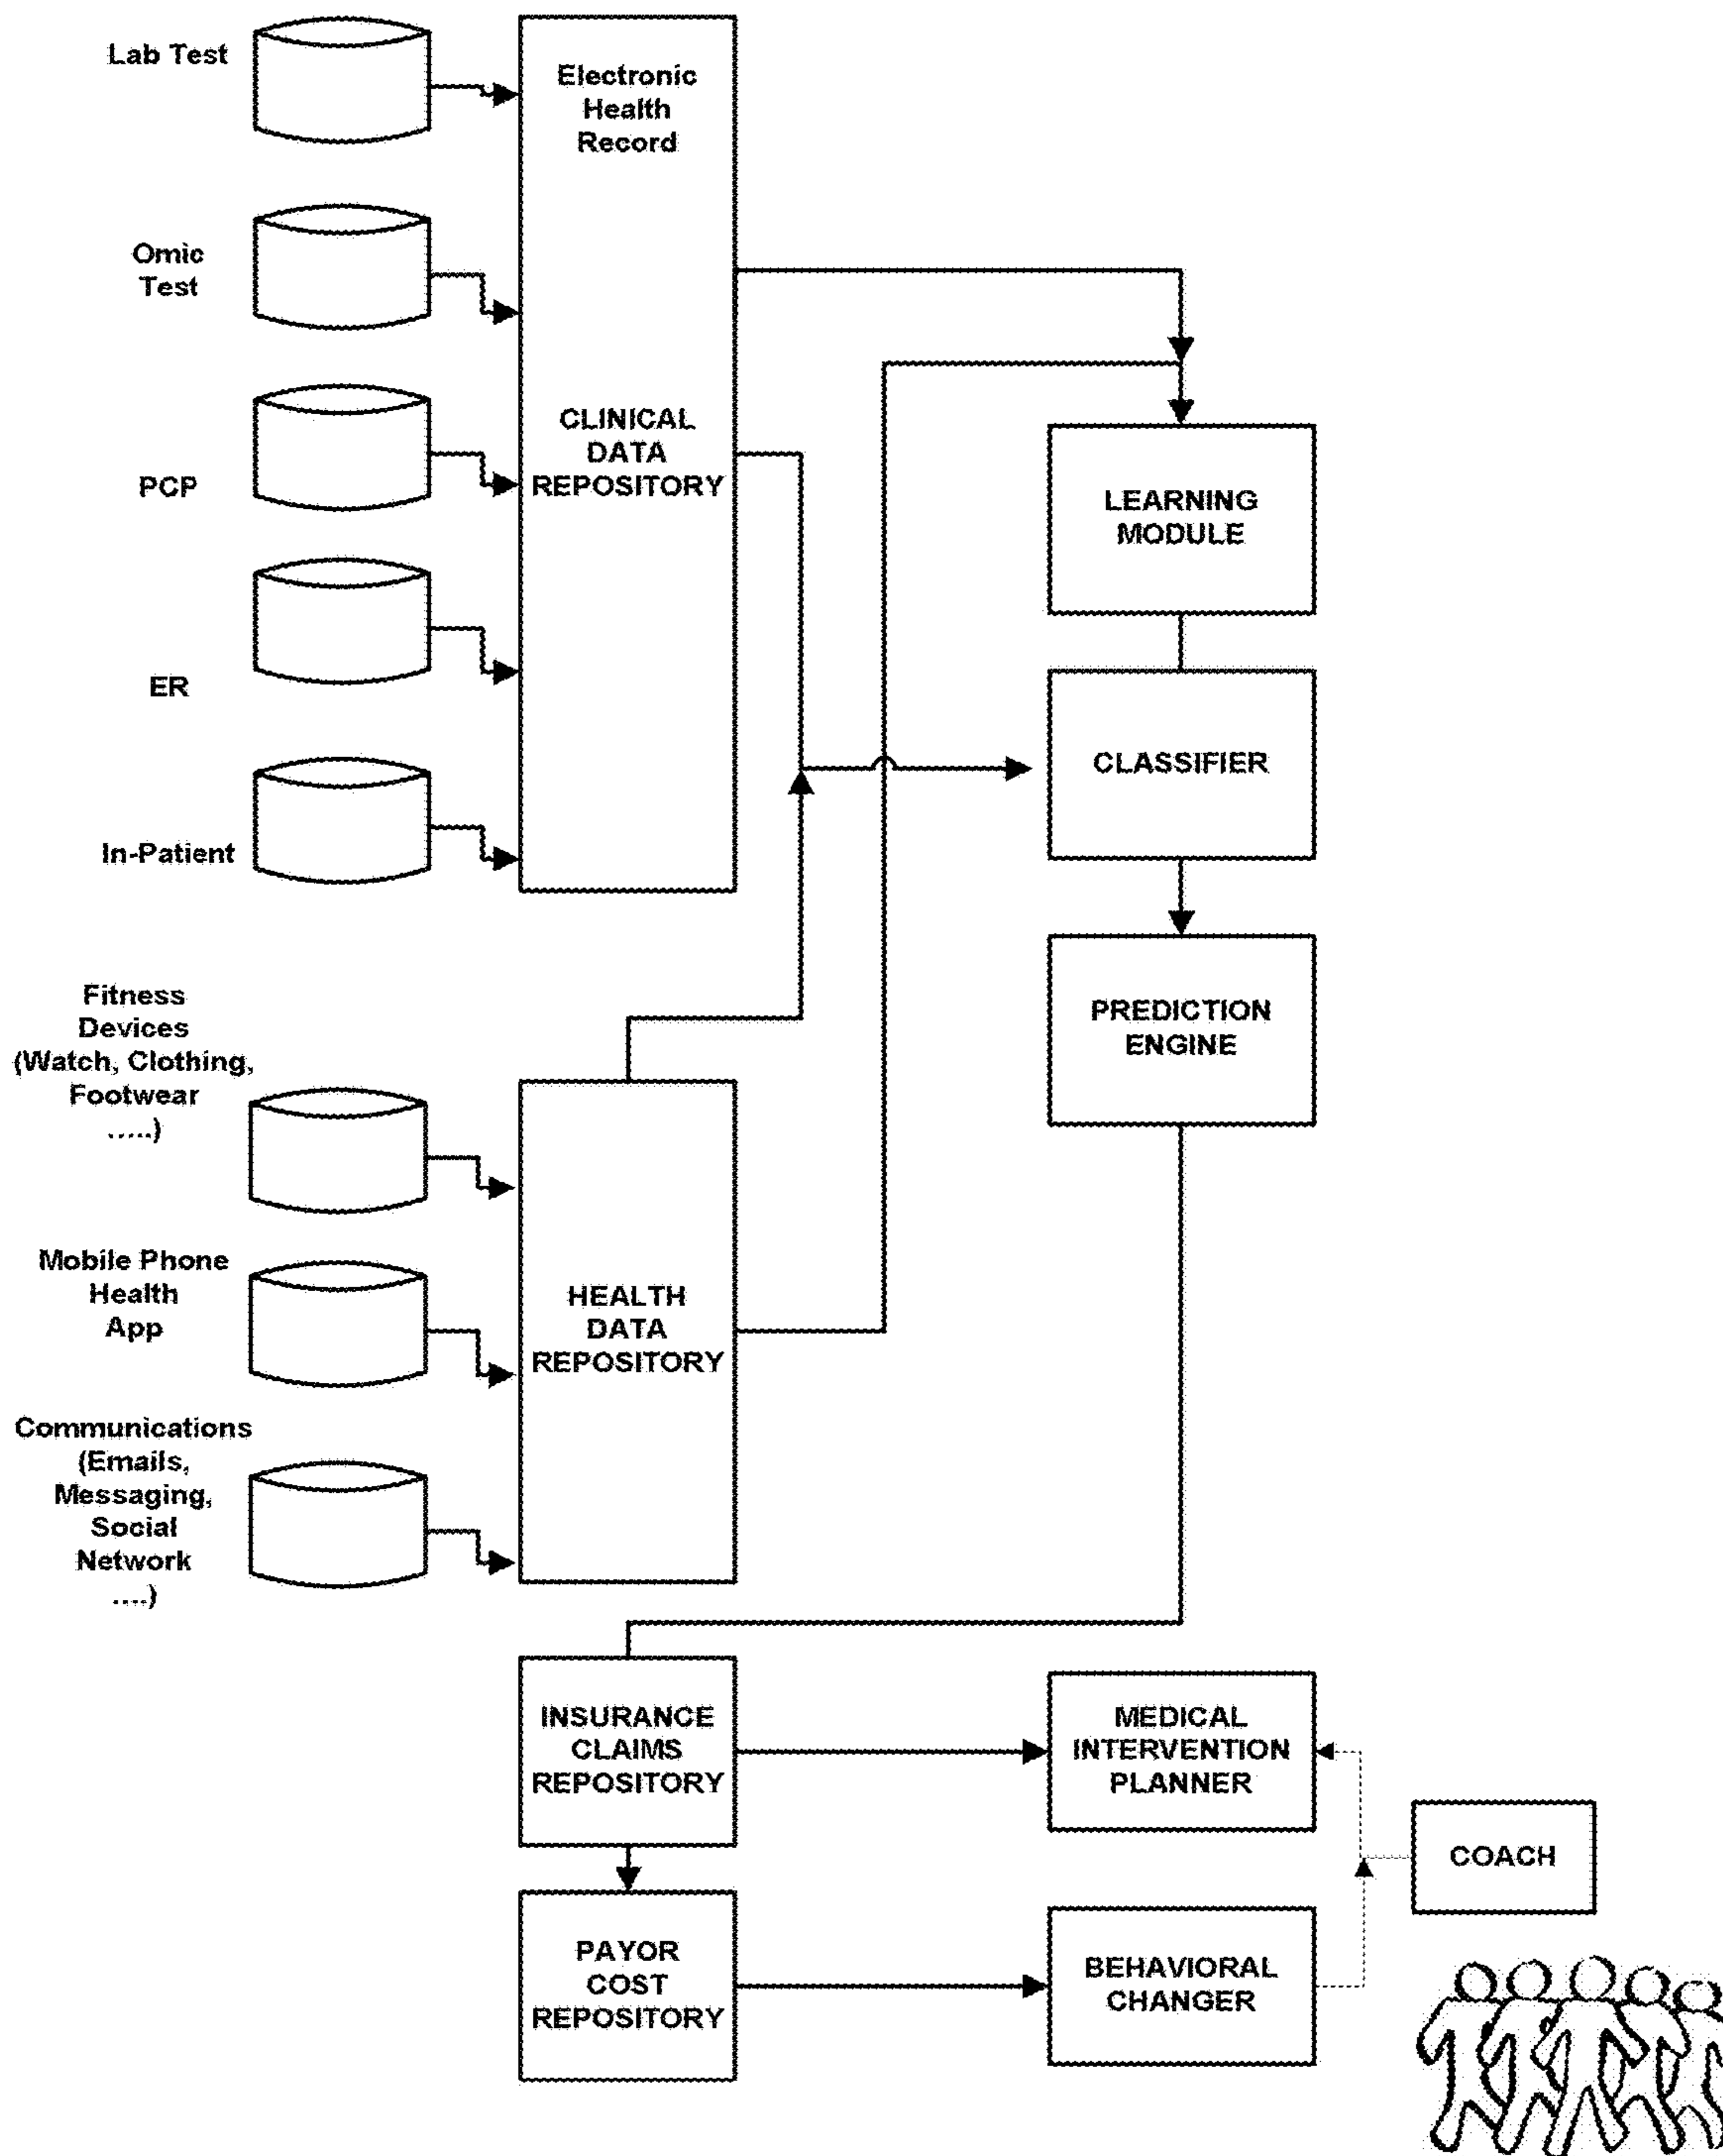 Lab Test
Electronic
Health
Record
Omic
Test
PCP
CLINICAL
DATA
REPOSITORY
LEARNING
MODULE
ER
CLASSIFIER
In-Patient
PREDICTION
ENGINE
Fitness
Devices
(Watch, Clothing,
Footwear
.....)
Mobile Phone
Health
App
HEALTH
DATA
REPOSITORY
Communications
(Emails,
Messaging,
Social
Network
....)
INSURANCE
CLAIMS
REPOSITORY
MEDICAL
INTERVENTION
PLANNER
COACH
PAYOR
COST
REPOSITORY
BEHAVIORAL
CHANGER